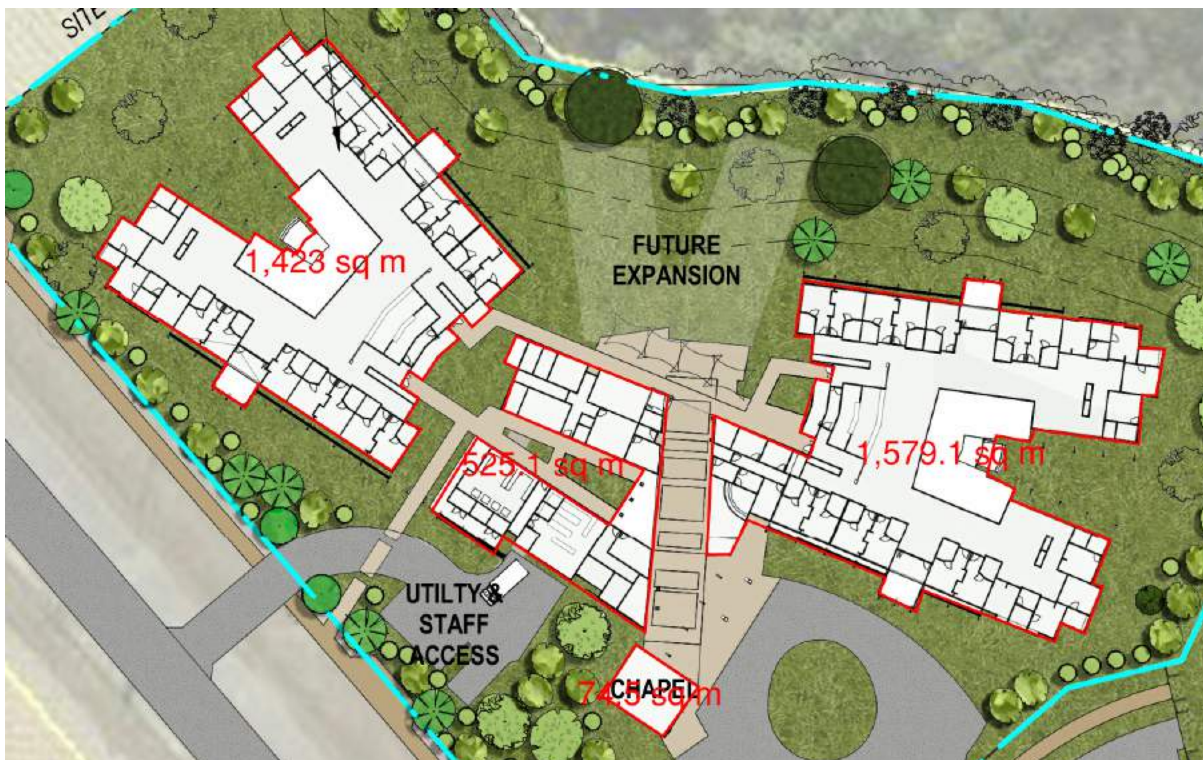 SITE
1,423 sq m
FUTURE
EXPANSION
525.1 sq m
1,579.1 sq m
UTILTY &
STAFF
ACCESS
CHAPEL
74.5 sq m